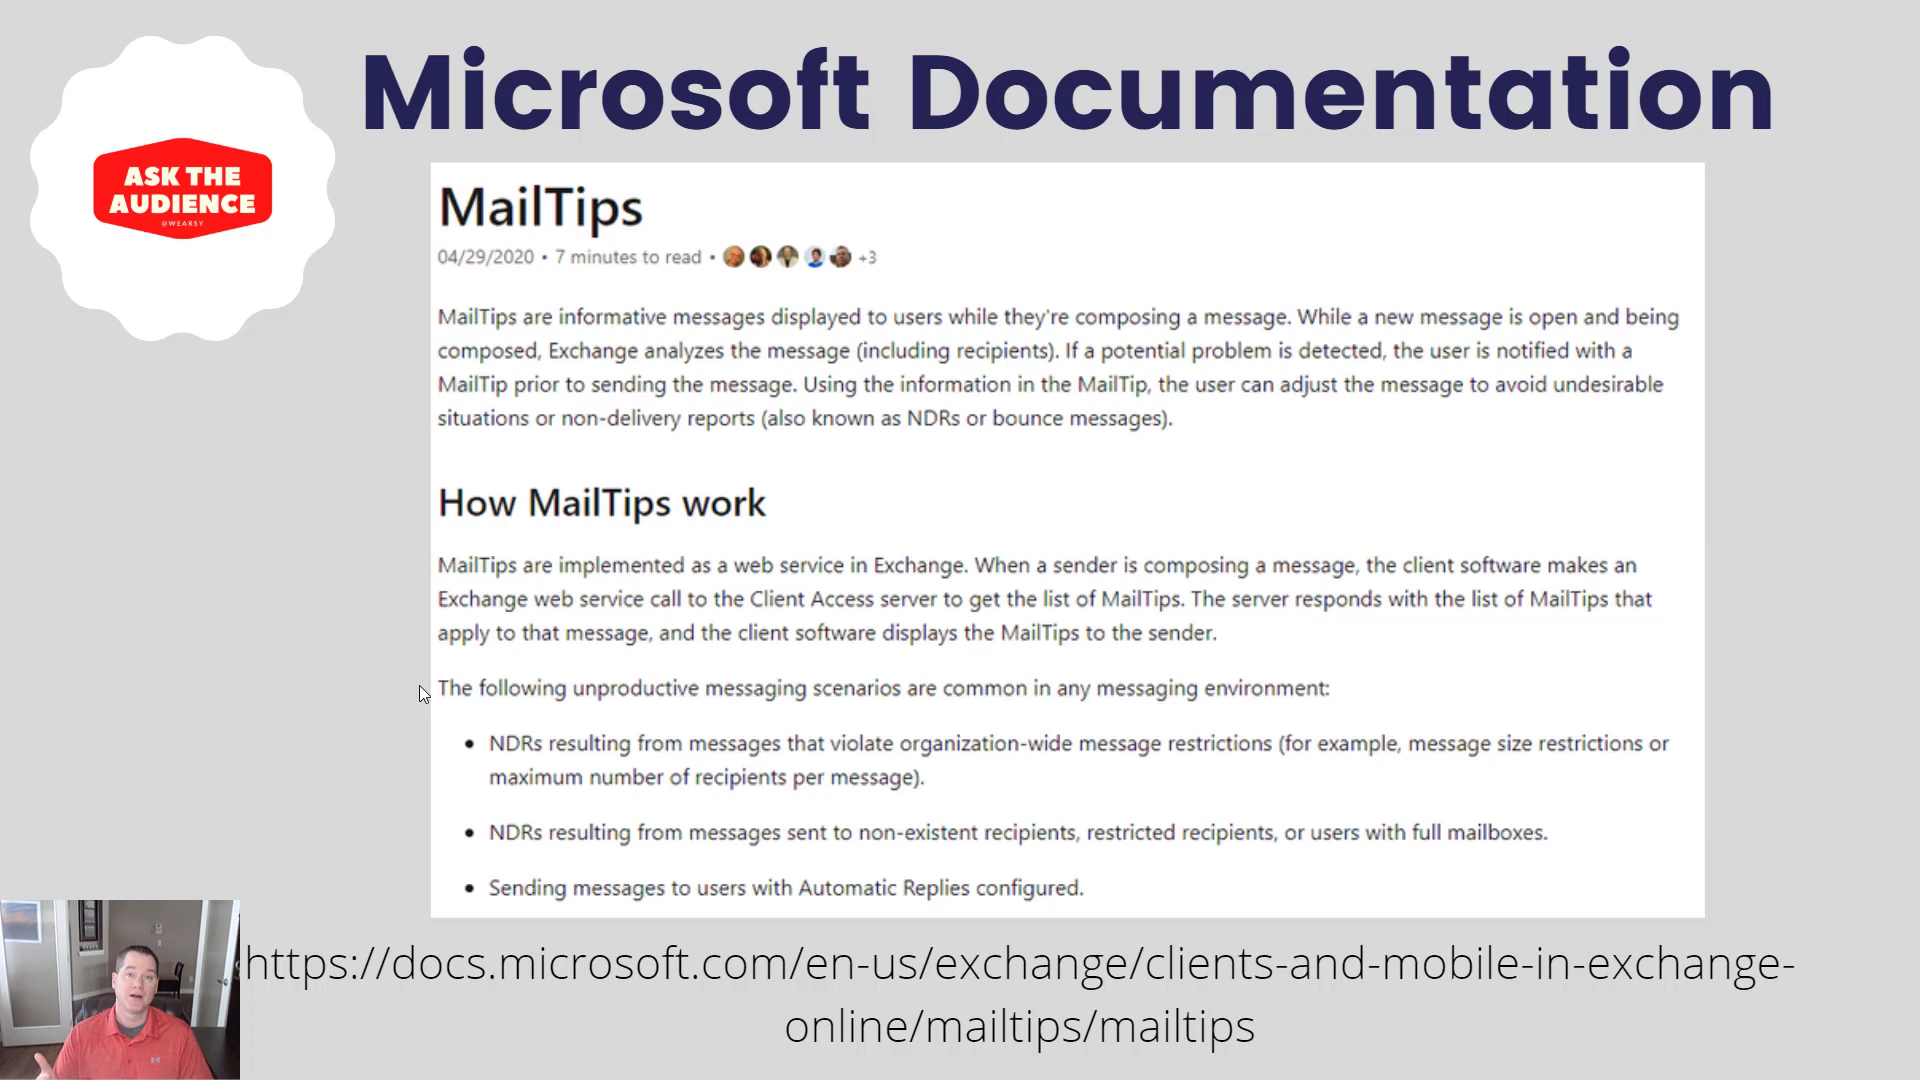 Microsoft Documentation
ASK THE
AUDIENCE
@WEARSY
MailTips
04/29/2020 • 7 minutes to read • +3
MailTips are informative messages displayed to users while they're composing a message. While a new message is open and being
composed, Exchange analyzes the message (including recipients). If a potential problem is detected, the user is notified with a
MailTip prior to sending the message. Using the information in the MailTip, the user can adjust the message to avoid undesirable
situations or non-delivery reports (also known as NDRs or bounce messages).
How MailTips work
MailTips are implemented as a web service in Exchange. When a sender is composing a message, the client software makes an
Exchange web service call to the Client Access server to get the list of MailTips. The server responds with the list of MailTips that
apply to that message, and the client software displays the MailTips to the sender.
The following unproductive messaging scenarios are common in any messaging environment:
• NDRs resulting from messages that violate organization-wide message restrictions (for example, message size restrictions or
maximum number of recipients per message).
• NDRs resulting from messages sent to non-existent recipients, restricted recipients, or users with full mailboxes.
• Sending messages to users with Automatic Replies configured.
https://docs.microsoft.com/en-us/exchange/clients-and-mobile-in-exchange-
online/mailtips/mailtips